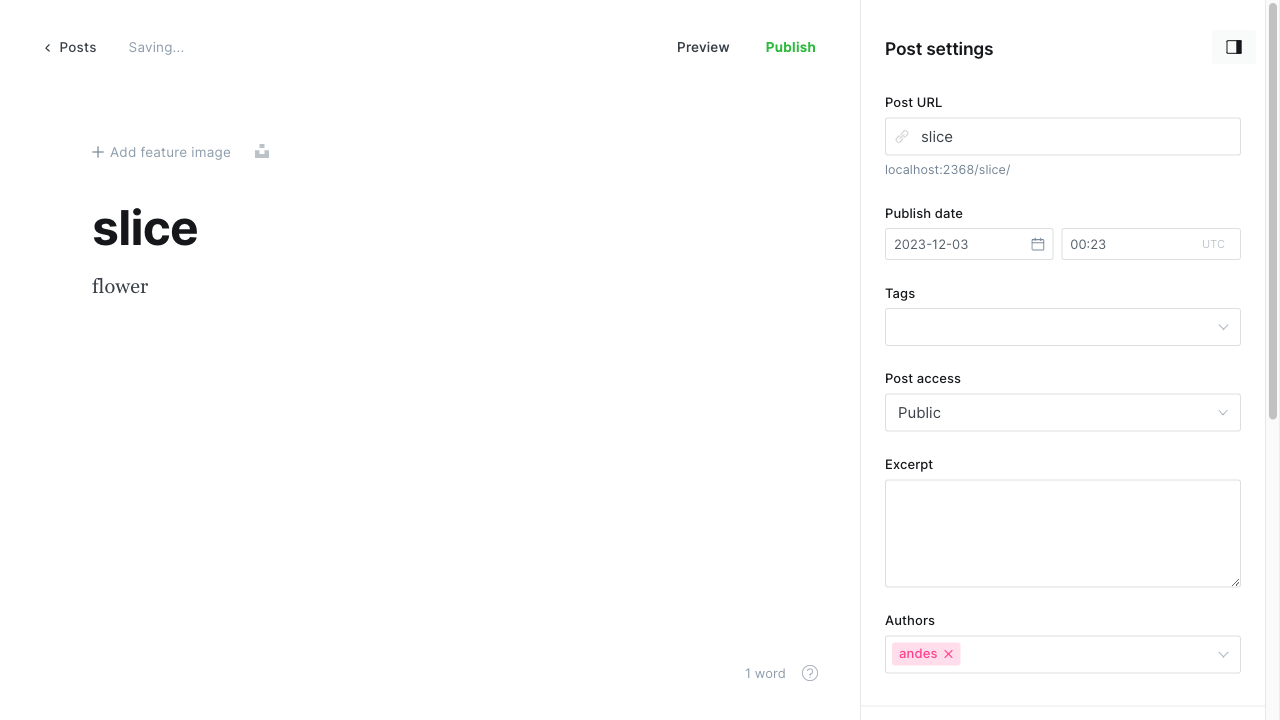 Posts
Saving...
Preview
Publish
Add feature image
slice
flower
1 word
?
Post settings
Post URL
slice
localhost:2368/slice/
Publish date
2023-12-03
00:23 UTC
Tags
Post access
Public
Excerpt
Authors
andes